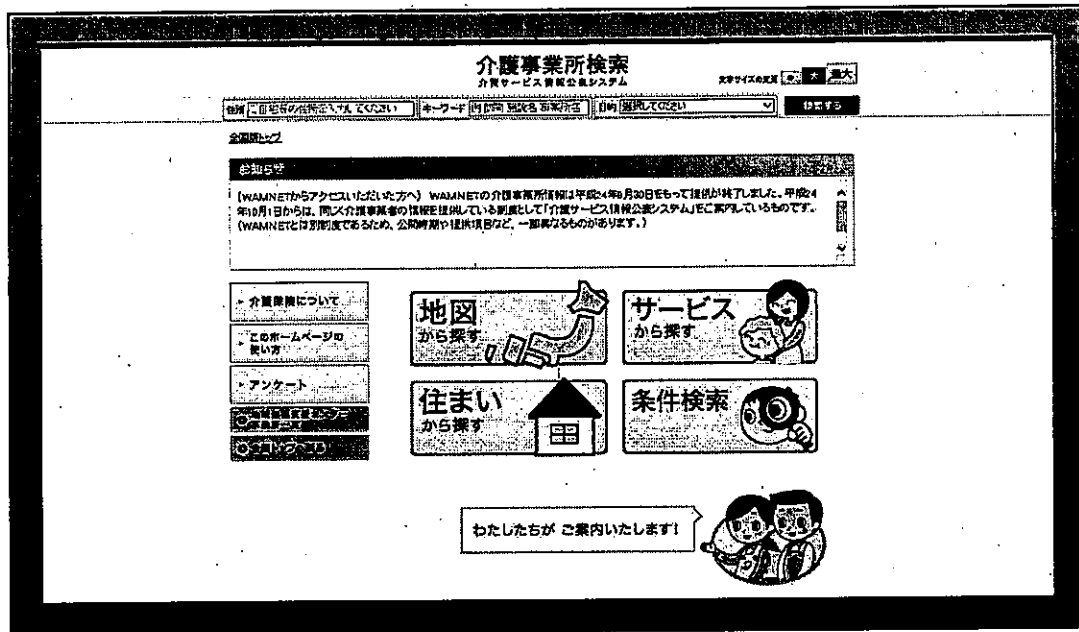 介護事業所検索
介護サービス情報公表システム
文字サイズの変更 中 大 最大
住所 キーワード 目的 選択してください 検索する
全国版トップ
お知らせ
(WAMNETからアクセスいただいた方へ) WAMNETの介護事業所情報は平成24年9月30日をもって提供が終了しました。平成24
年10月1日からは、同じく介護事業者の情報を提供している制度として「介護サービス情報公表システム」をご案内しているものです。
(WAMNETとは別制度であるため、公開時期や提供項目など、一部異なるものがあります。)
介護保険について
このホームページの
使い方
アンケート
地図
から探す
サービス
から探す
住まい
から探す
条件検索
わたしたちが ご案内いたします!